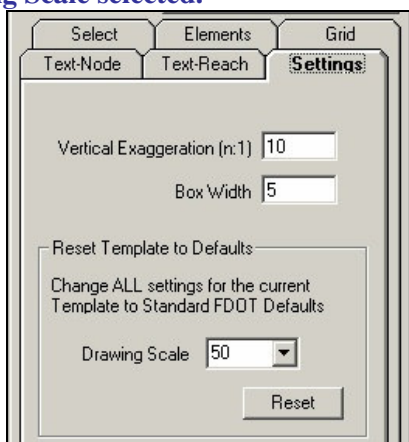 g Scale selected.
Select Elements Grid
Text-Node Text-Reach Settings
Vertical Exaggeration (n:1) 10
Box Width 5
Reset Template to Defaults
Change ALL settings for the current
Template to Standard FDOT Defaults
Drawing Scale 50
Reset